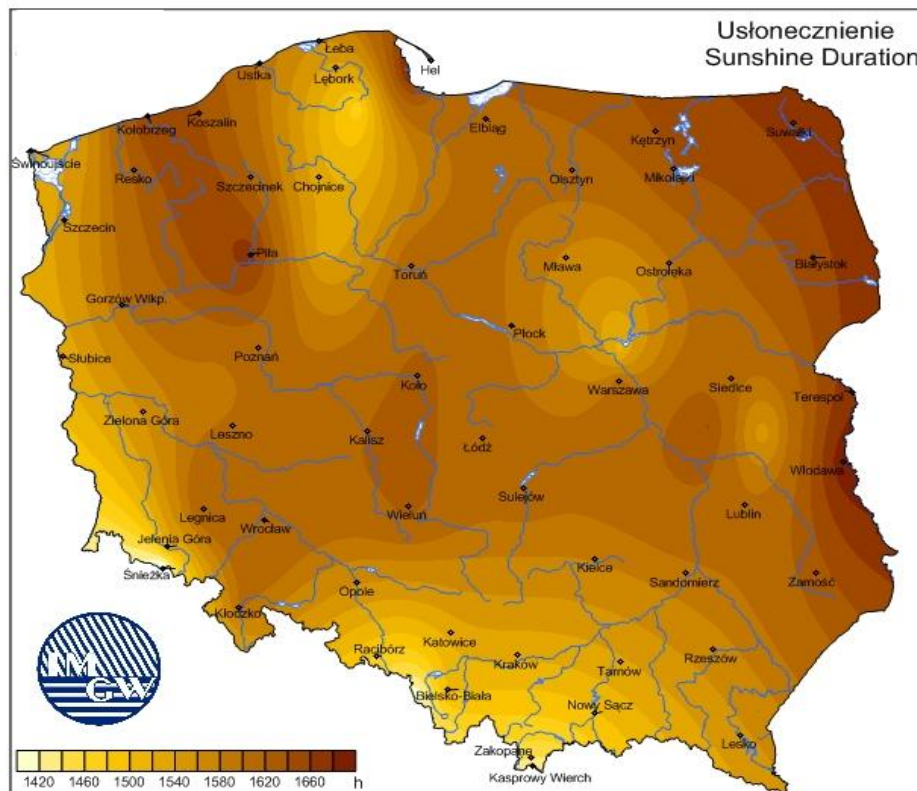 Usłonecznienie
Sunshine Duration
Łeba
Ustka
Lębork
Hel
Kołobrzeg
Koszalin
Elbląg
Kętrzyn
Suwałki
Świnoujście
Resko
Szczecinek
Chojnice
Olsztyn
Mikołajki
Szczecin
Piła
Toruń
Mława
Ostrołęka
Białystok
Gorzów Wlkp.
Płock
Słubice
Poznań
Koło
Warszawa
Siedlce
Terespol
Zielona Góra
Leszno
Kalisz
Łódź
Włodawa
Legnica
Wrocław
Wieluń
Sulejów
Lublin
Jelenia Góra
Śnieżka
Opole
Kielce
Sandomierz
Zamość
Kłoczko
Racibórz
Katowice
Kraków
Tarnów
Rzeszów
Bielsko-Biała
Nowy Sącz
Lesko
Zakopane
Kasprowy Wierch
IM
GW
1420 1460 1500 1540 1580 1620 1660 h